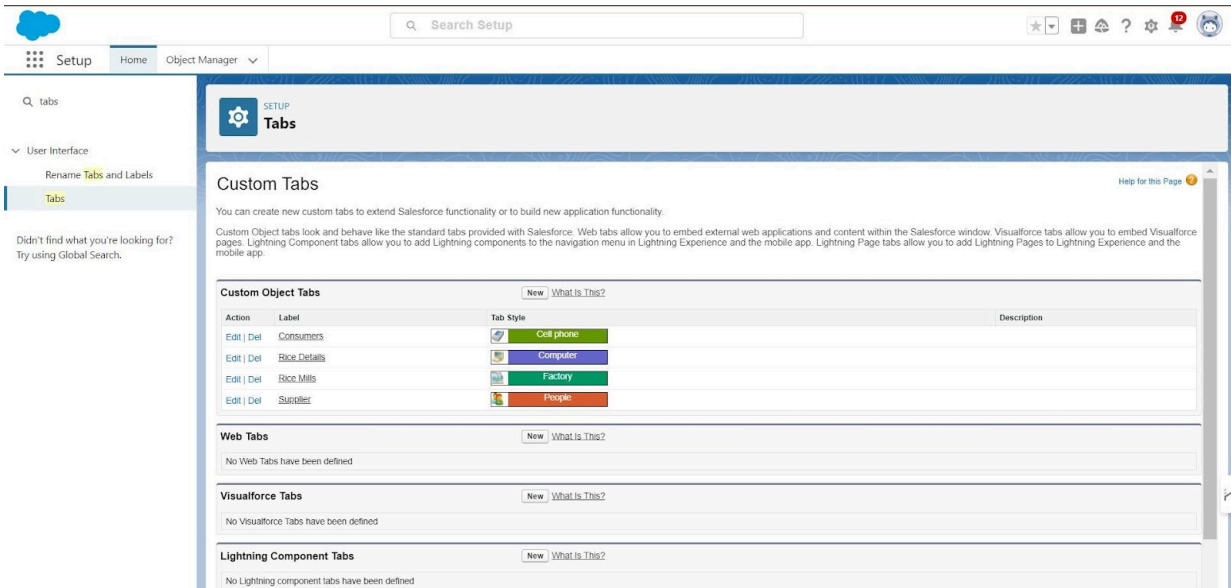 Search Setup
12
Setup
Home
Object Manager
tabs
User Interface
Rename Tabs and Labels
Tabs
Didn't find what you're looking for?
Try using Global Search.
SETUP
Tabs
Custom Tabs
Help for this Page
You can create new custom tabs to extend Salesforce functionality or to build new application functionality.
Custom Object tabs look and behave like the standard tabs provided with Salesforce. Web tabs allow you to embed external web applications and content within the Salesforce window. Visualforce tabs allow you to embed Visualforce
pages. Lightning Component tabs allow you to add Lightning components to the navigation menu in Lightning Experience and the mobile app. Lightning Page tabs allow you to add Lightning Pages to Lightning Experience and the
mobile app.
Custom Object Tabs New What Is This?
Action Label Tab Style Description
Edit | Del Consumers Cell phone
Edit | Del Rice Details Computer
Edit | Del Rice Mills Factory
Edit | Del Supplier People
Web Tabs New What Is This?
No Web Tabs have been defined
Visualforce Tabs New What Is This?
No Visualforce Tabs have been defined
Lightning Component Tabs New What Is This?
No Lightning component tabs have been defined